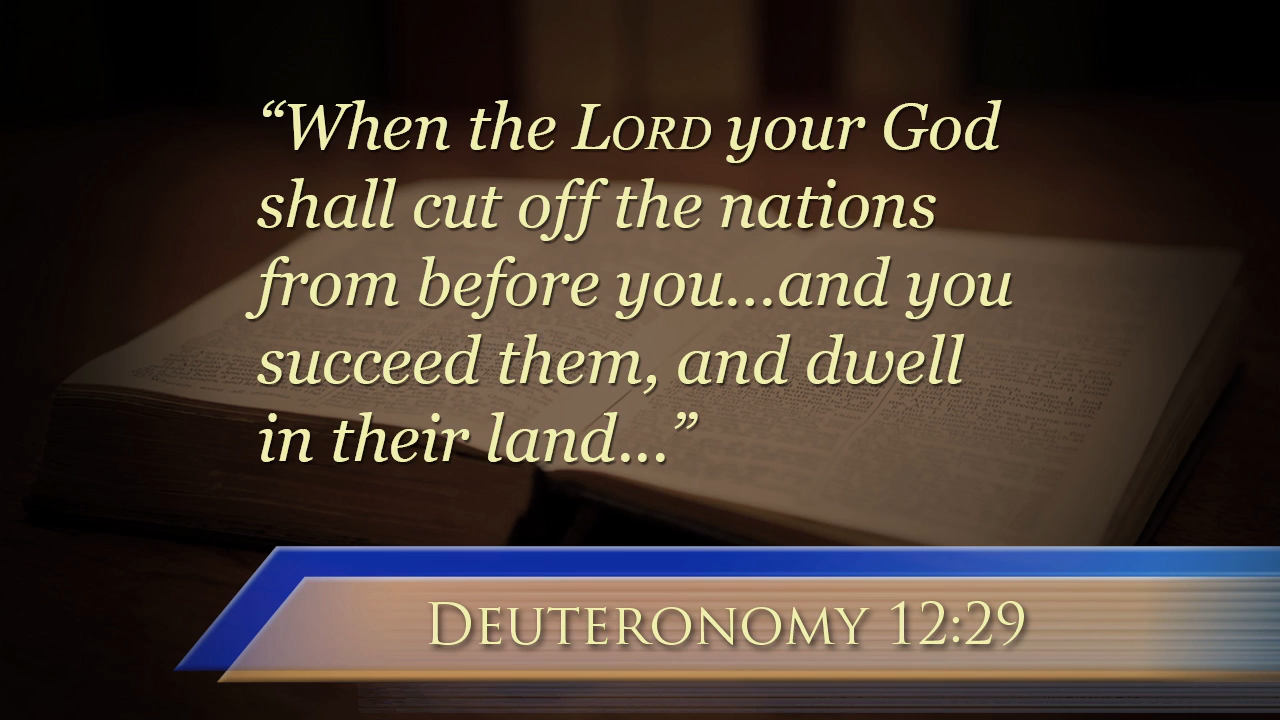 “When the LORD your God
shall cut off the nations
from before you...and you
succeed them, and dwell
in their land...”
DEUTERONOMY 12:29